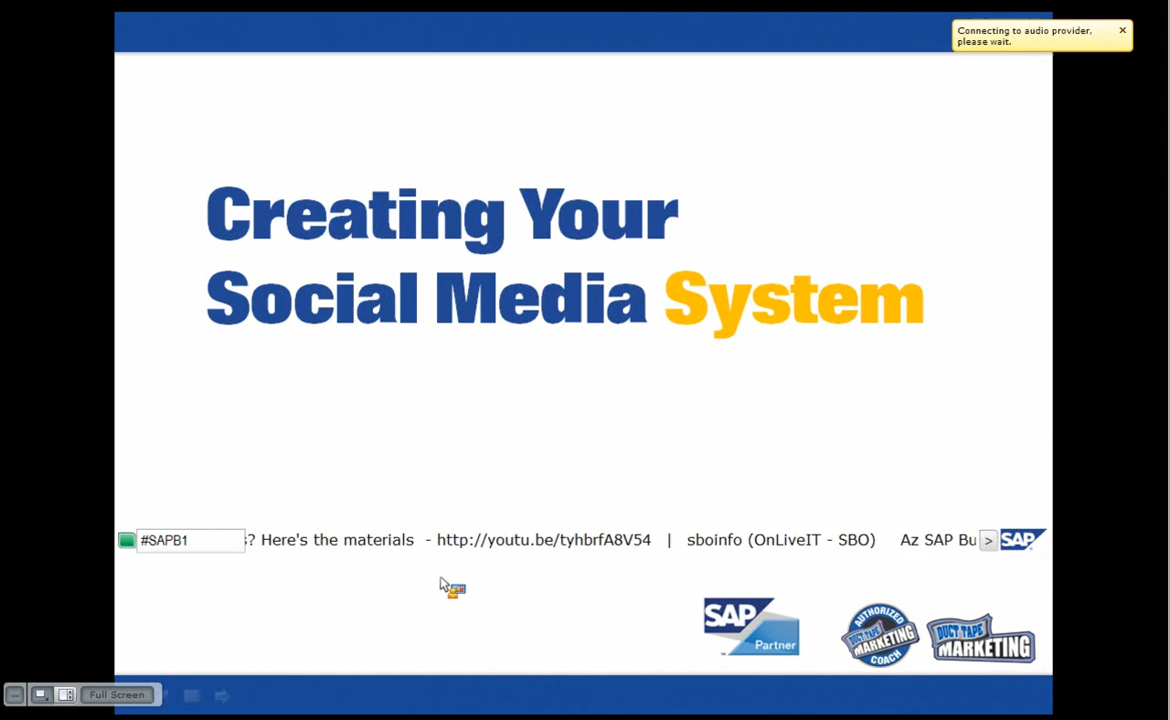 Connecting to audio provider,
please wait.
Creating Your
Social Media System
#SAPB1
? Here's the materials - http://youtu.be/tyhbrfA8V54 | sboinfo (OnLiveIT - SBO) Az SAP Bu > SAP
SAP
Partner
AUTHORIZED
DUCT TAPE
MARKETING
COACH
DUCT TAPE
MARKETING
Full Screen